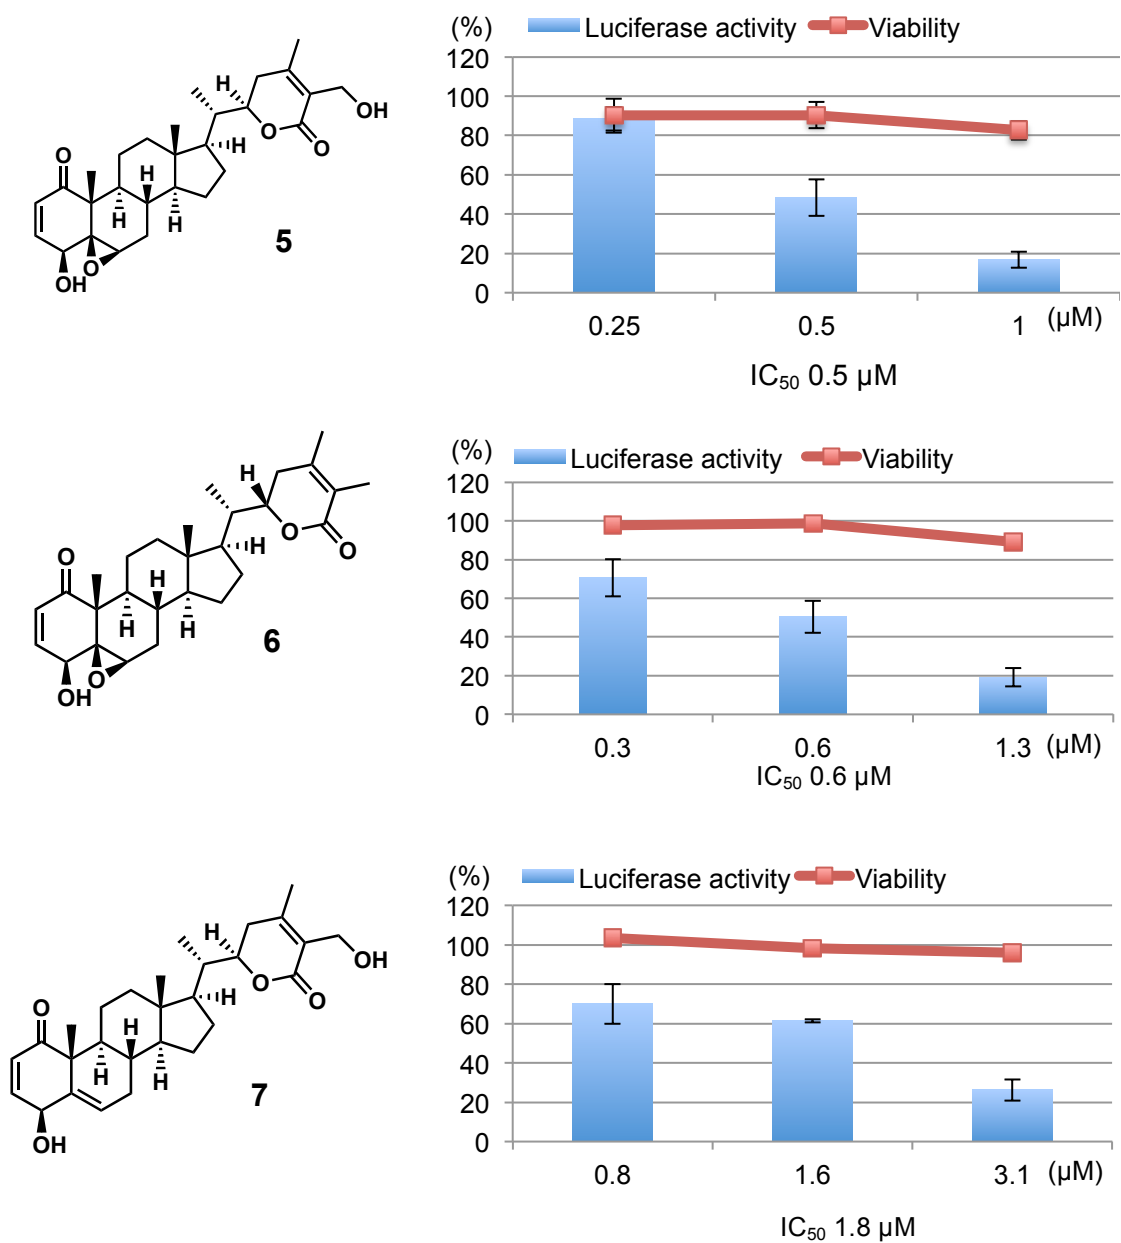 (%) Luciferase activity Viability
120
100
80
60
40
20
0
0.25 0.5 1 (µM)
IC50 0.5 µM
O H O O OH H H H O OH
5
(%) Luciferase activity Viability
120
100
80
60
40
20
0
0.3 0.6 1.3 (µM)
IC50 0.6 µM
H O O O H H H H O OH
6
(%) Luciferase activity Viability
120
100
80
60
40
20
0
0.8 1.6 3.1 (µM)
IC50 1.8 µM
H OH O O O H H H H OH
7